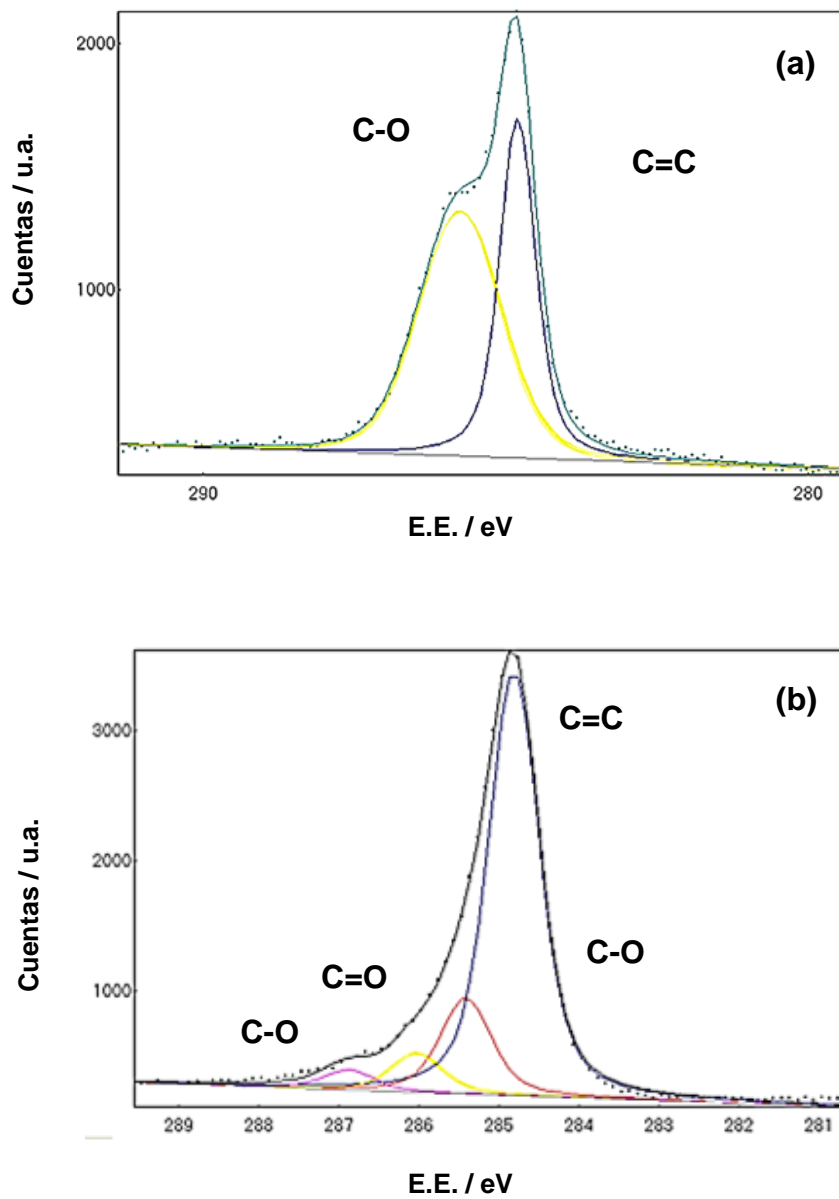 2000
(a)
C-O
C=C
Cuentas / u.a.
1000
290
280
E.E. / eV
(b)
C=C
3000
Cuentas / u.a.
2000
C-O
C=O
1000
C-O
289
288
287
286
285
284
283
282
281
E.E. / eV